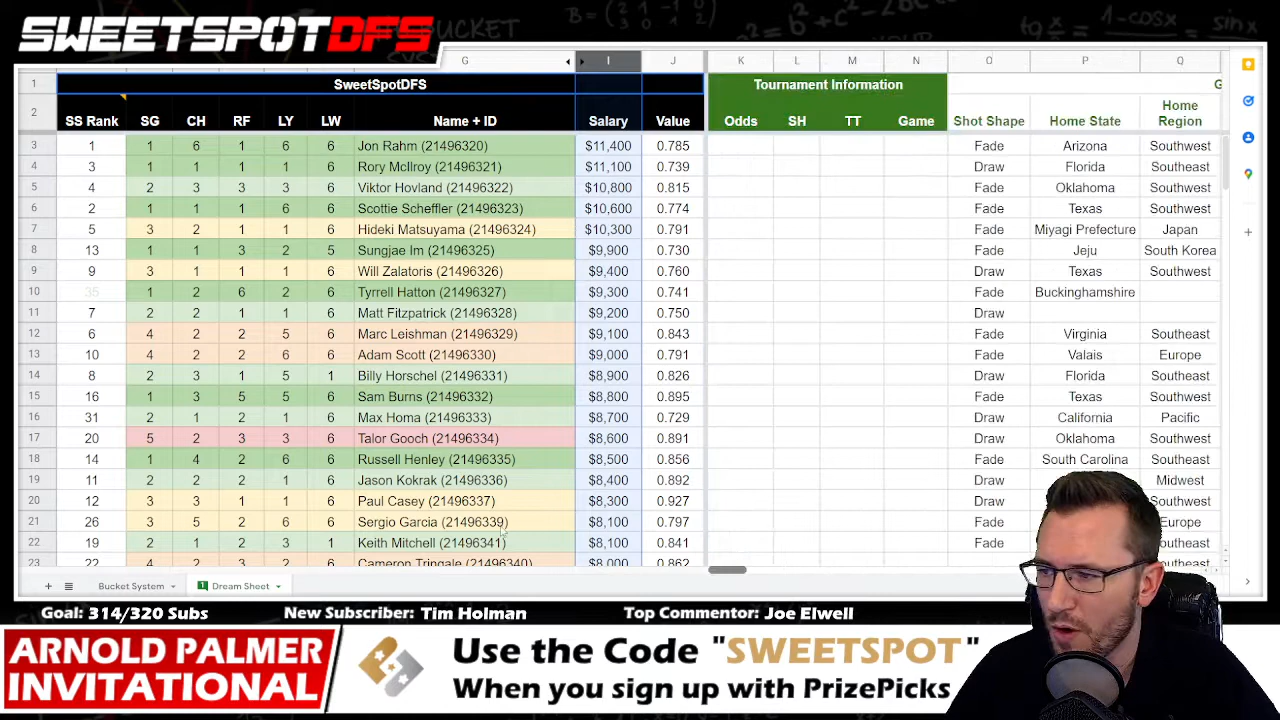 SWEETSPOTDFS
G I J K L M N O P Q
1 SweetSpotDFS Tournament Information G
2 SS Rank SG CH RF LY LW Name + ID Salary Value Odds SH TT Game Shot Shape Home State Home Region
3 1 1 6 1 6 6 Jon Rahm (21496320) $11,400 0.785 Fade Arizona Southwest
4 3 1 1 1 1 6 Rory McIlroy (21496321) $11,100 0.739 Draw Florida Southeast
5 4 2 3 3 3 6 Viktor Hovland (21496322) $10,800 0.815 Fade Oklahoma Southwest
6 2 1 1 1 6 6 Scottie Scheffler (21496323) $10,600 0.774 Fade Texas Southwest
7 5 3 2 1 1 6 Hideki Matsuyama (21496324) $10,300 0.791 Fade Miyagi Prefecture Japan
8 13 1 1 3 2 5 Sungjae Im (21496325) $9,900 0.730 Fade Jeju South Korea
9 9 3 1 1 1 6 Will Zalatoris (21496326) $9,400 0.760 Draw Texas Southwest
10 35 1 2 6 2 6 Tyrrell Hatton (21496327) $9,300 0.741 Fade Buckinghamshire
11 7 2 2 1 1 6 Matt Fitzpatrick (21496328) $9,200 0.750 Draw
12 6 4 2 2 5 6 Marc Leishman (21496329) $9,100 0.843 Fade Virginia Southeast
13 10 4 2 2 6 6 Adam Scott (21496330) $9,000 0.791 Fade Valais Europe
14 8 2 3 1 5 1 Billy Horschel (21496331) $8,900 0.826 Draw Florida Southeast
15 16 1 3 5 5 6 Sam Burns (21496332) $8,800 0.895 Draw Texas Southwest
16 31 2 1 2 1 6 Max Homa (21496333) $8,700 0.729 Draw California Pacific
17 20 5 2 3 3 6 Talor Gooch (21496334) $8,600 0.891 Draw Oklahoma Southwest
18 14 1 4 2 6 6 Russell Henley (21496335) $8,500 0.856 Fade South Carolina Southeast
19 11 2 2 2 1 6 Jason Kokrak (21496336) $8,400 0.892 Draw Midwest
20 12 3 3 1 1 6 Paul Casey (21496337) $8,300 0.927 Draw Southwest
21 26 3 5 2 6 6 Sergio Garcia (21496339) $8,100 0.797 Fade Europe
22 19 2 1 2 3 1 Keith Mitchell (21496341) $8,100 0.841 Fade Southeast
23 22 4 2 3 2 6 Cameron Tringale (21496340) $8,000 0.862
Bucket System 1 Dream Sheet
Goal: 314/320 Subs New Subscriber: Tim Holman Top Commentor: Joe Elwell
ARNOLD PALMER
INVITATIONAL
Use the Code "SWEETSPOT"
When you sign up with PrizePicks